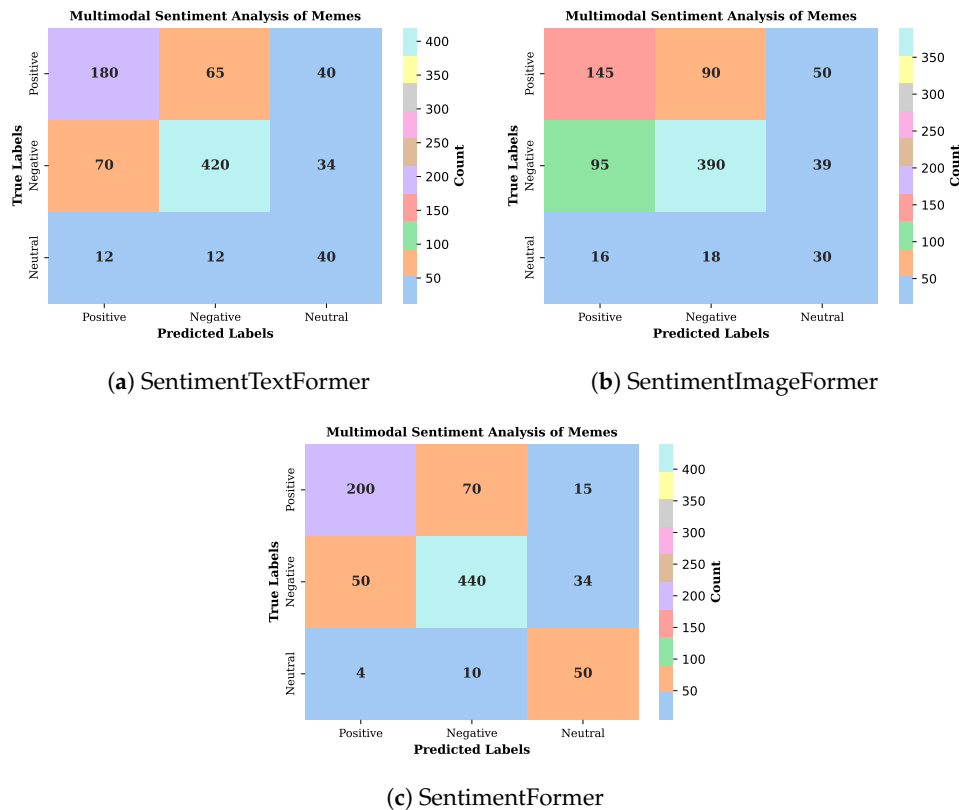 Multimodal Sentiment Analysis of Memes
True Labels
Positive
Negative
Neutral
180 65 40
70 420 34
12 12 40
Positive Negative Neutral
Predicted Labels
400
350
300
250
200
150
100
50
Count
(a) SentimentTextFormer
Multimodal Sentiment Analysis of Memes
True Labels
Positive
Negative
Neutral
145 90 50
95 390 39
16 18 30
Positive Negative Neutral
Predicted Labels
350
300
250
200
150
100
50
Count
(b) SentimentImageFormer
Multimodal Sentiment Analysis of Memes
True Labels
Positive
Negative
Neutral
200 70 15
50 440 34
4 10 50
Positive Negative Neutral
Predicted Labels
400
350
300
250
200
150
100
50
Count
(c) SentimentFormer